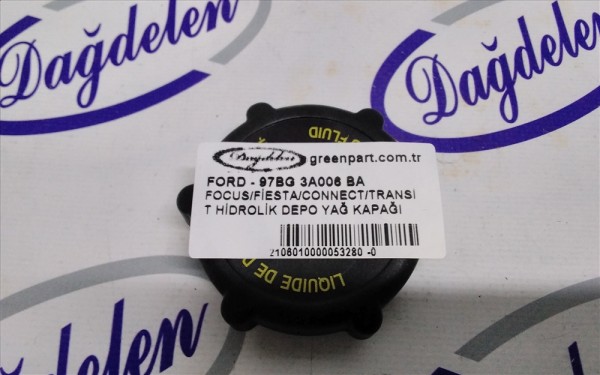 Dağdelen
Dağdelen
FLUID
Dağdelen greenpart.com.tr
FORD - 97BG 3A006 BA
FOCUS/FİESTA/CONNECT/TRANSİ
T HİDROLİK DEPO YAĞ KAPAĞI
2106010000053280 -0
LIQUIDE DE
Dağdelen
Dağdelen